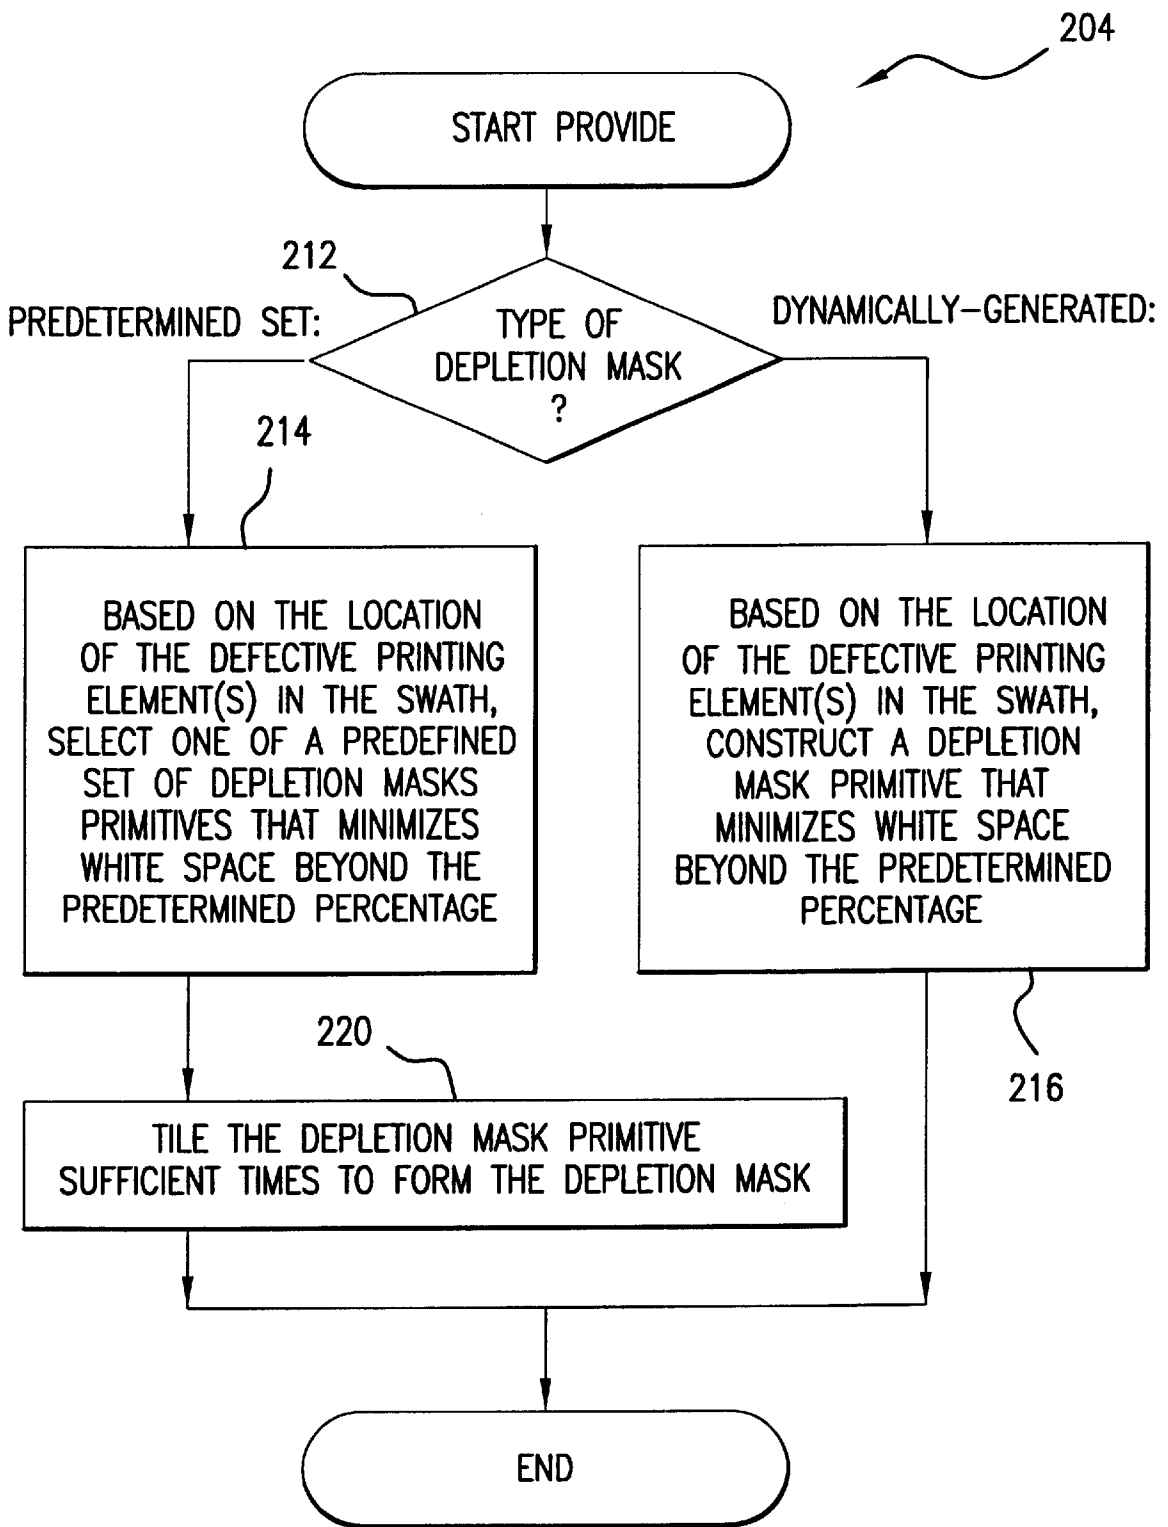 204
START PROVIDE
212
PREDETERMINED SET:
DYNAMICALLY-GENERATED:
TYPE OF
DEPLETION MASK
?
214
BASED ON THE LOCATION
OF THE DEFECTIVE PRINTING
ELEMENT(S) IN THE SWATH,
SELECT ONE OF A PREDEFINED
SET OF DEPLETION MASKS
PRIMITIVES THAT MINIMIZES
WHITE SPACE BEYOND THE
PREDETERMINED PERCENTAGE
BASED ON THE LOCATION
OF THE DEFECTIVE PRINTING
ELEMENT(S) IN THE SWATH,
CONSTRUCT A DEPLETION
MASK PRIMITIVE THAT
MINIMIZES WHITE SPACE
BEYOND THE PREDETERMINED
PERCENTAGE
220
216
TILE THE DEPLETION MASK PRIMITIVE
SUFFICIENT TIMES TO FORM THE DEPLETION MASK
END